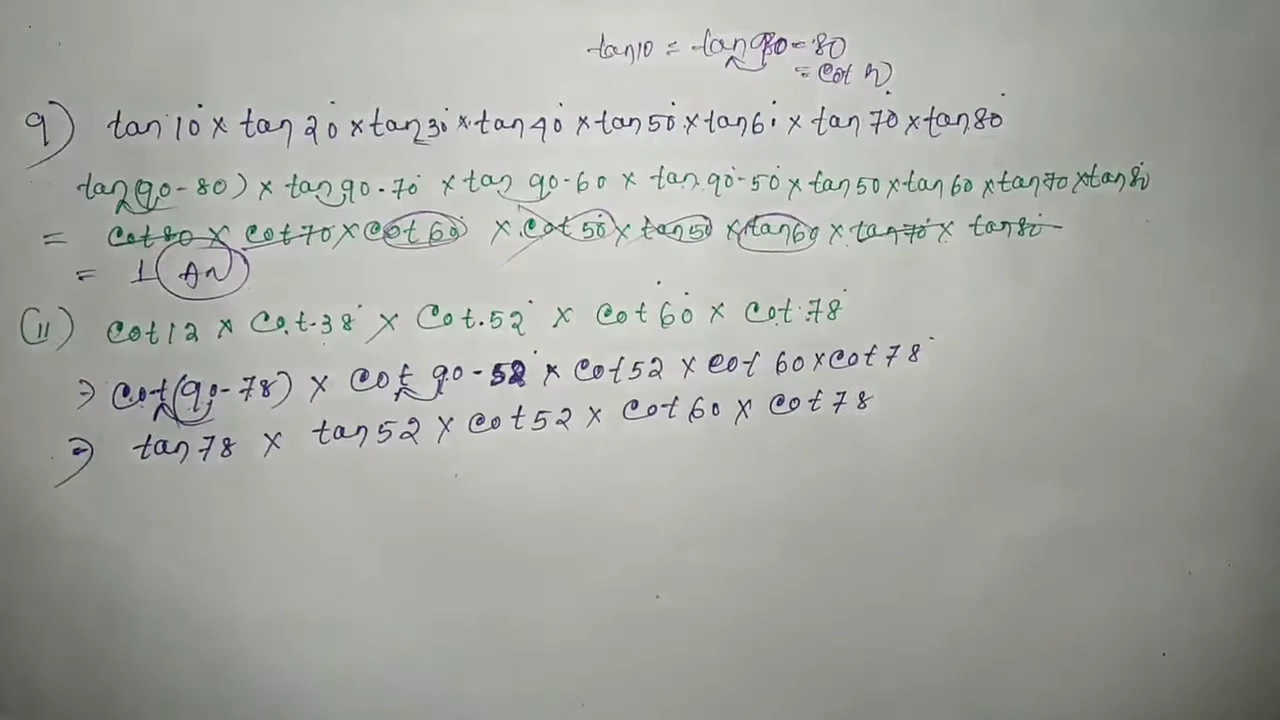 tan10 = tan 90-80
= cot
9) tan 10° × tan 20° × tan 30° × tan 40° × tan 50° × tan 60° × tan 70° × tan 80°
tan(90-80) × tan 90-70 × tan 90-60 × tan 90-50 × tan 50 × tan 60 × tan 70 × tan 80
= cot 80 × cot 70 × cot 60 × cot 50 × tan 50 × tan 60 × tan 70 × tan 80
= 1 An
(11) cot 12 × cot 38° × cot 52° × cot 60° × cot 78°
⇒ cot(90-78) × cot 90-52° × cot 52 × cot 60 × cot 78°
⇒ tan 78 × tan 52 × cot 52 × cot 60 × cot 78